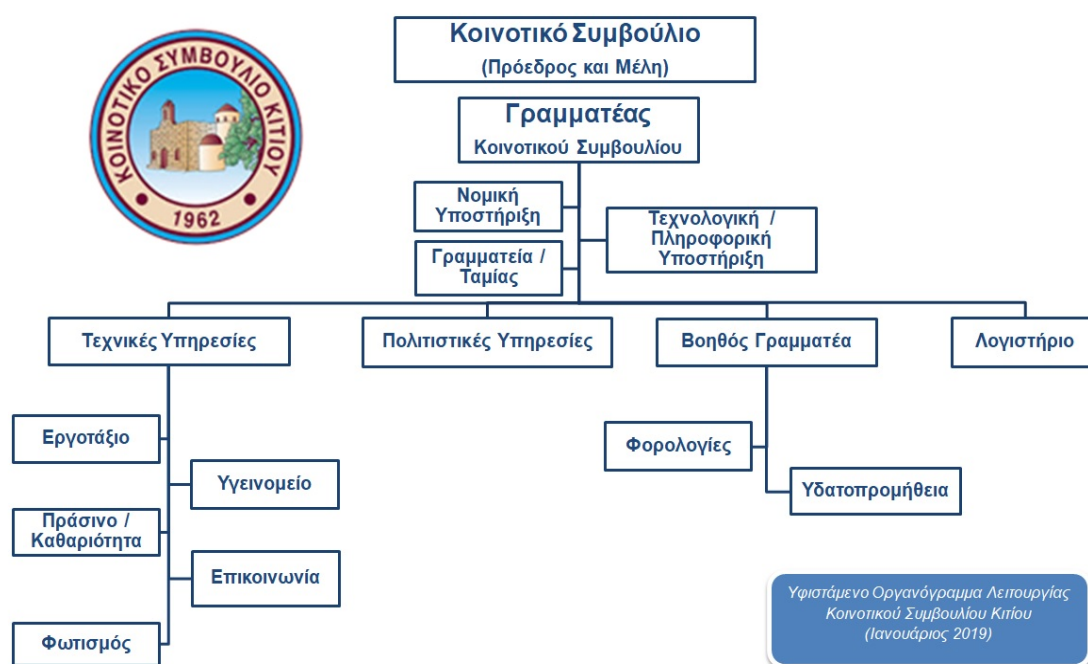 ΚΟΙΝΟΤΙΚΟ ΣΥΜΒΟΥΛΙΟ ΚΙΤΙΟΥ
1962
Κοινοτικό Συμβούλιο
(Πρόεδρος και Μέλη)
Γραμματέας
Κοινοτικού Συμβουλίου
Νομική
Υποστήριξη
Τεχνολογική /
Πληροφορική
Υποστήριξη
Γραμματεία /
Ταμίας
Τεχνικές Υπηρεσίες
Πολιτιστικές Υπηρεσίες
Βοηθός Γραμματέα
Λογιστήριο
Εργοτάξιο
Υγεινομείο
Πράσινο /
Καθαριότητα
Επικοινωνία
Φωτισμός
Φορολογίες
Υδατοπρομήθεια
Υφιστάμενο Οργανόγραμμα Λειτουργίας
Κοινοτικού Συμβουλίου Κιτίου
(Ιανουάριος 2019)